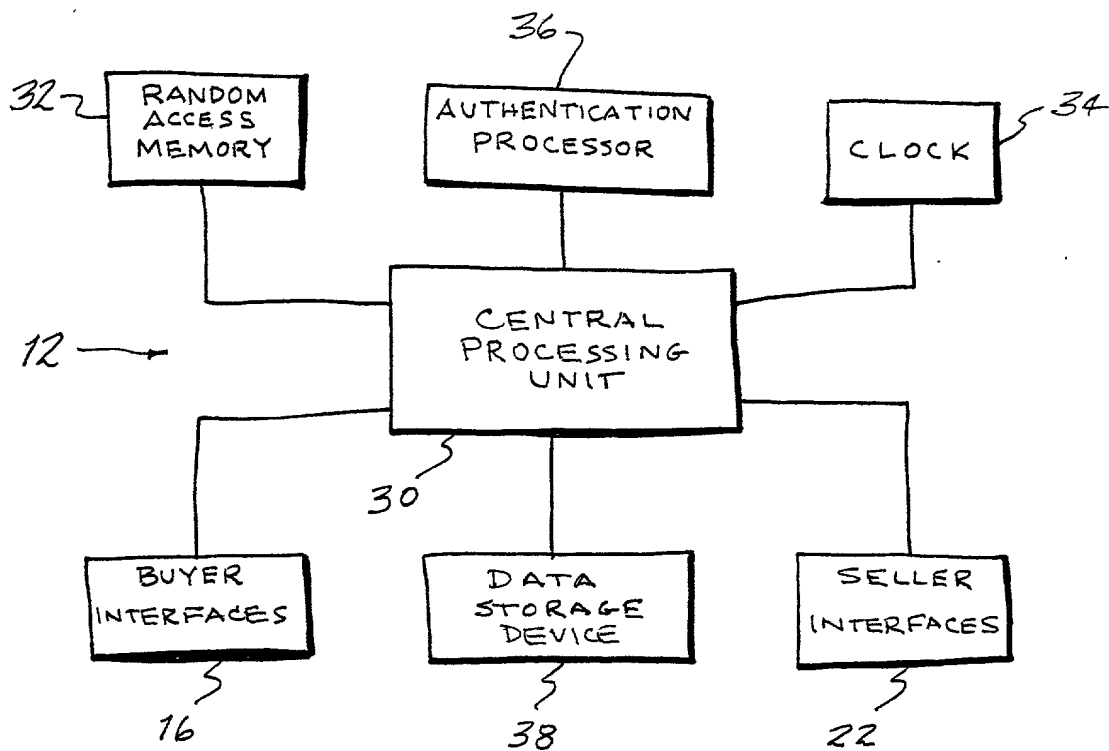 36
32
RANDOM
ACCESS
MEMORY
AUTHENTICATION
PROCESSOR
34
CLOCK
12
CENTRAL
PROCESSING
UNIT
30
BUYER
INTERFACES
DATA
STORAGE
DEVICE
SELLER
INTERFACES
16
38
22